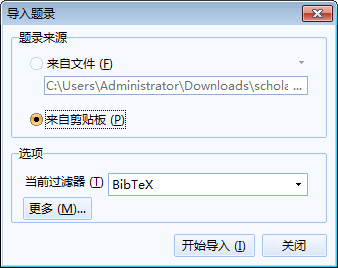 导入题录
题录来源
来自文件 (F)
C:\Users\Administrator\Downloads\schola ...
来自剪贴板 (P)
选项
当前过滤器 (T) BibTeX
更多 (M)...
开始导入 (I) 关闭